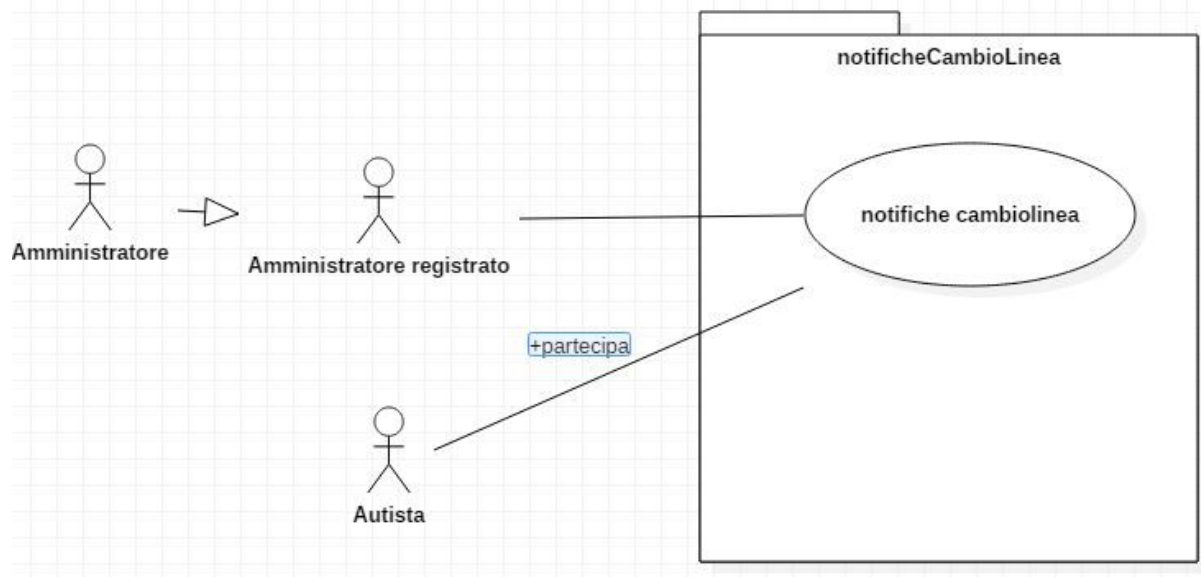 notificheCambioLinea
notifiche cambiolinea
Amministratore
Amministratore registrato
+partecipa
Autista